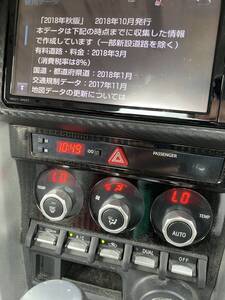 「2018年秋版」 2018年10月発行
本データは下記の時点までに収集した情報
で作成しています（一部新設道路を除く）
有料道路・料金：2018年3月
（消費税率は8%）
国道・都道府県道：2018年1月
交通規制データ：2017年11月
地図データの更新については
10:49
PASSENGER
LO
LO
TEMP
AUTO
A/C
DUAL
OFF